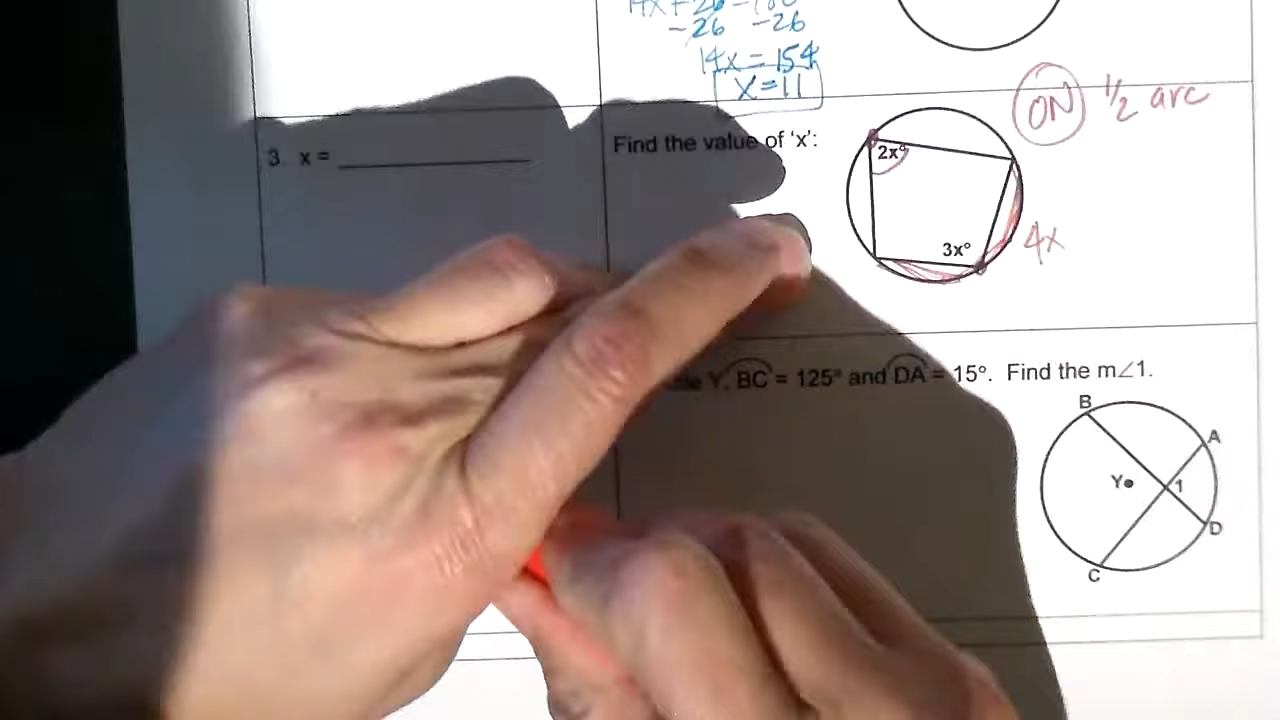 -26 -26
14x = 154
x=11
ON 1/2 arc
3. x =
Find the value of 'x':
2x°
3x°
4x
Y, BC = 125° and DA = 15°. Find the m∠1.
B
A
Y
1
D
C